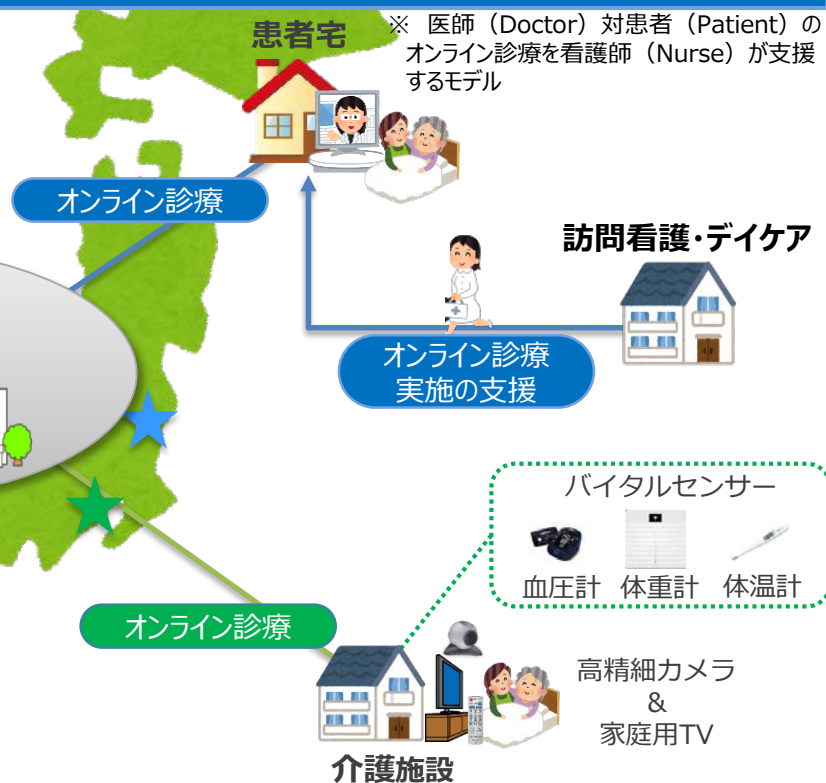 患者宅
※ 医師（Doctor）対患者（Patient）の
オンライン診療を看護師（Nurse）が支援
するモデル
オンライン診療
訪問看護・デイケア
オンライン診療
実施の支援
バイタルセンサー
血圧計 体重計 体温計
オンライン診療
高精細カメラ
&
家庭用TV
介護施設